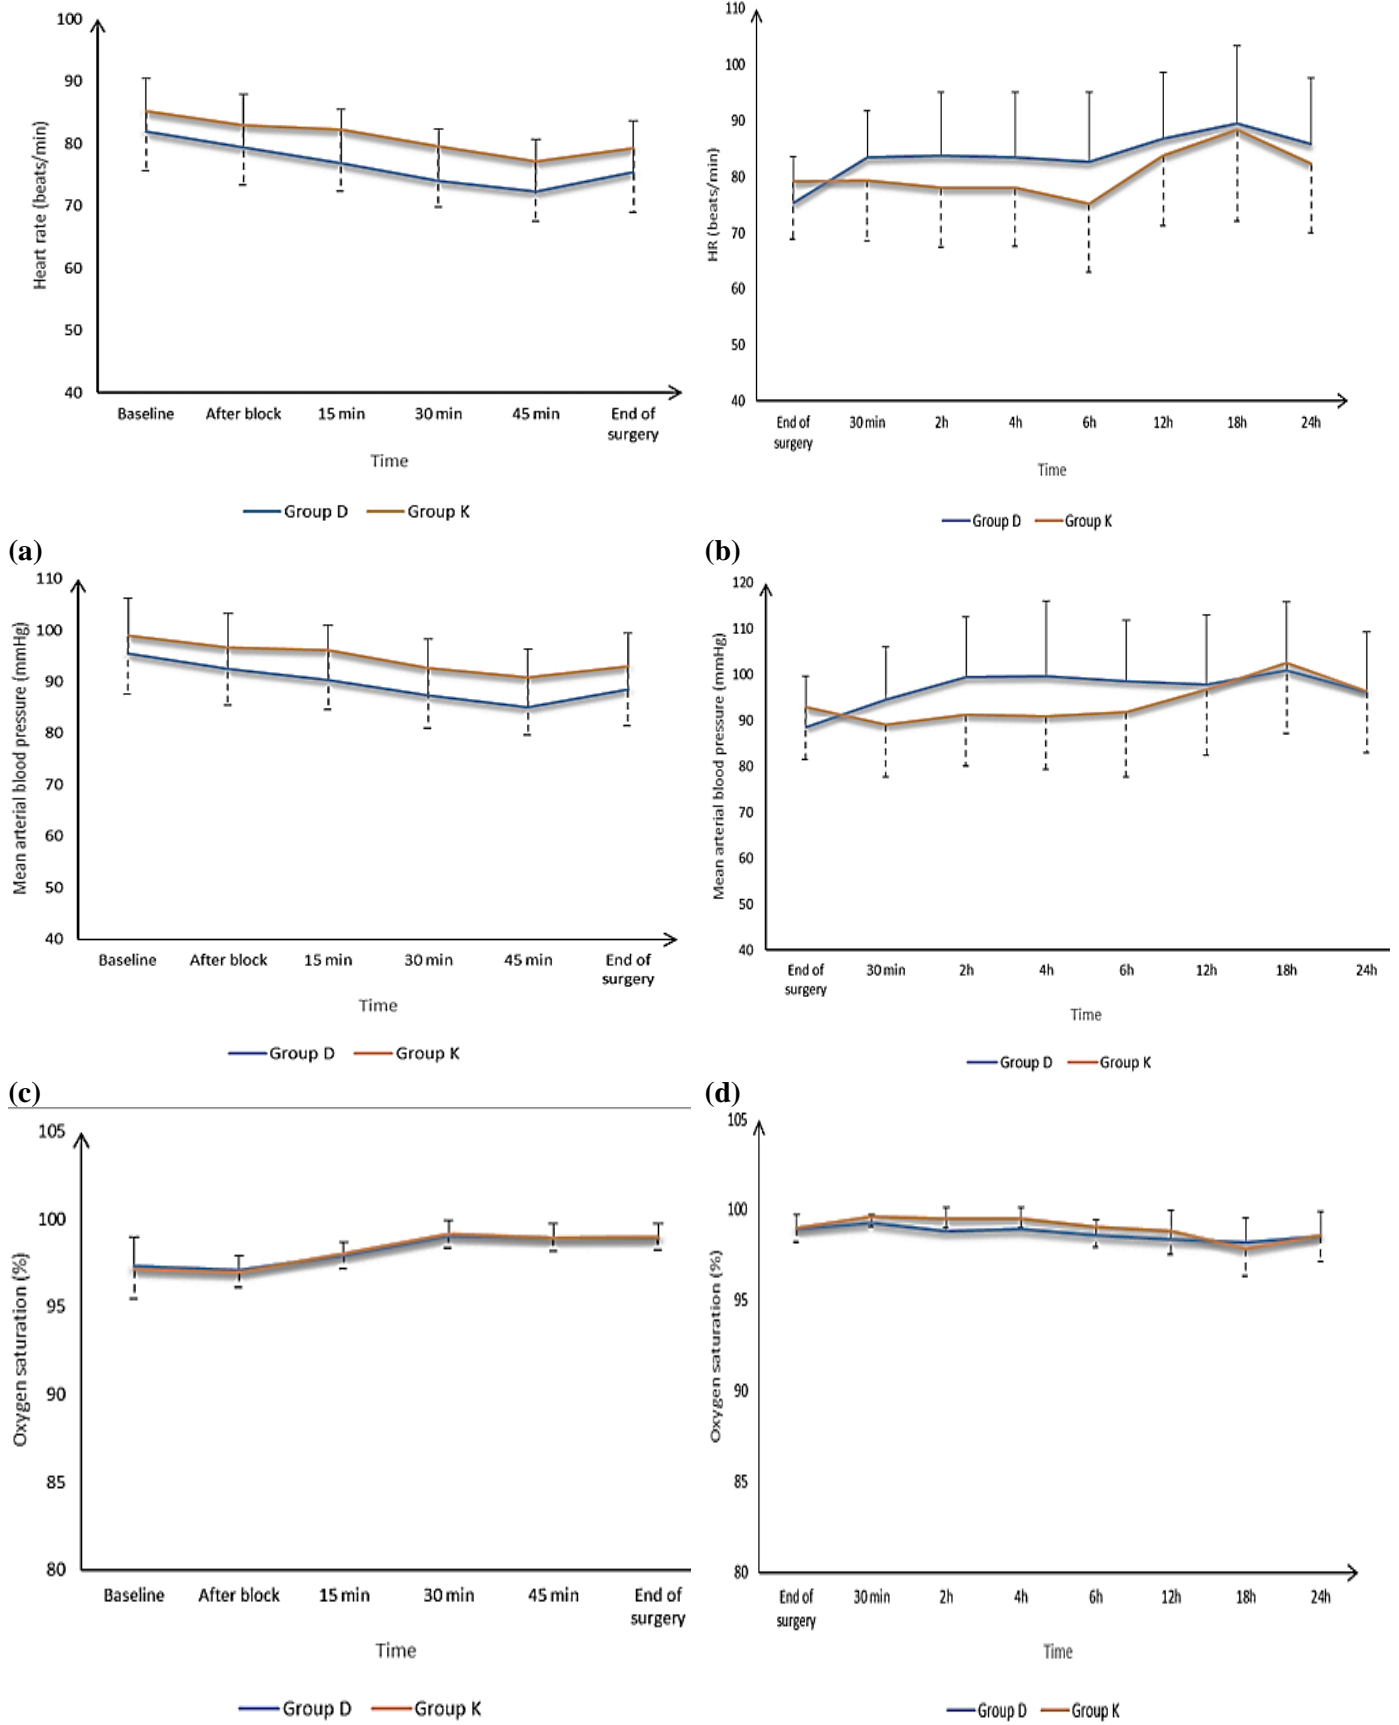 100
90
80
70
60
50
40
Heart rate (beats/min)
Baseline After block 15 min 30 min 45 min End of
surgery
Time
Group D Group K
(a)
110
100
90
80
70
60
50
40
HR (beats/min)
End of 30 min 2h 4h 6h 12h 18h 24h
surgery
Time
Group D Group K
(b)
110
100
90
80
70
60
50
40
Mean arterial blood pressure (mmHg)
Baseline After block 15 min 30 min 45 min End of
surgery
Time
Group D Group K
(c)
120
110
100
90
80
70
60
50
40
Mean arterial blood pressure (mmHg)
End of 30 min 2h 4h 6h 12h 18h 24h
surgery
Time
Group D Group K
(d)
105
100
95
90
85
80
Oxygen saturation (%)
Baseline After block 15 min 30 min 45 min End of
surgery
Time
Group D Group K
105
100
95
90
85
80
Oxygen saturation (%)
End of 30 min 2h 4h 6h 12h 18h 24h
surgery
Time
Group D Group K